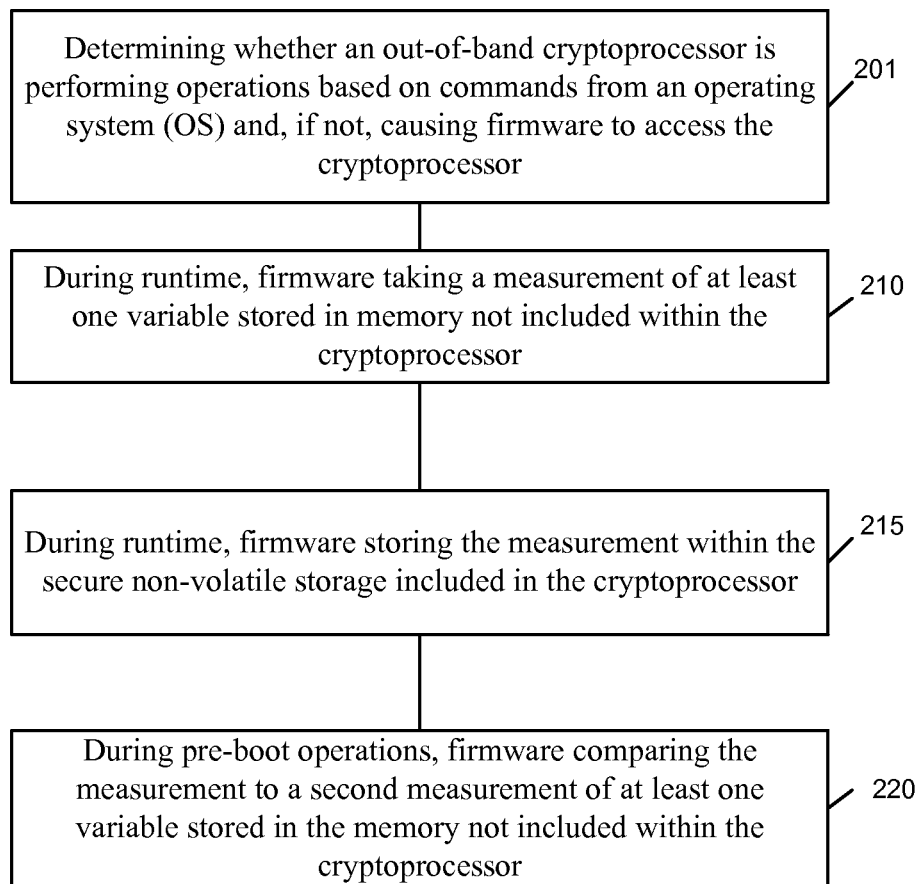 Determining whether an out-of-band cryptoprocessor is
performing operations based on commands from an operating
system (OS) and, if not, causing firmware to access the
cryptoprocessor
201
During runtime, firmware taking a measurement of at least
one variable stored in memory not included within the
cryptoprocessor
210
During runtime, firmware storing the measurement within the
secure non-volatile storage included in the cryptoprocessor
215
During pre-boot operations, firmware comparing the
measurement to a second measurement of at least one
variable stored in the memory not included within the
cryptoprocessor
220